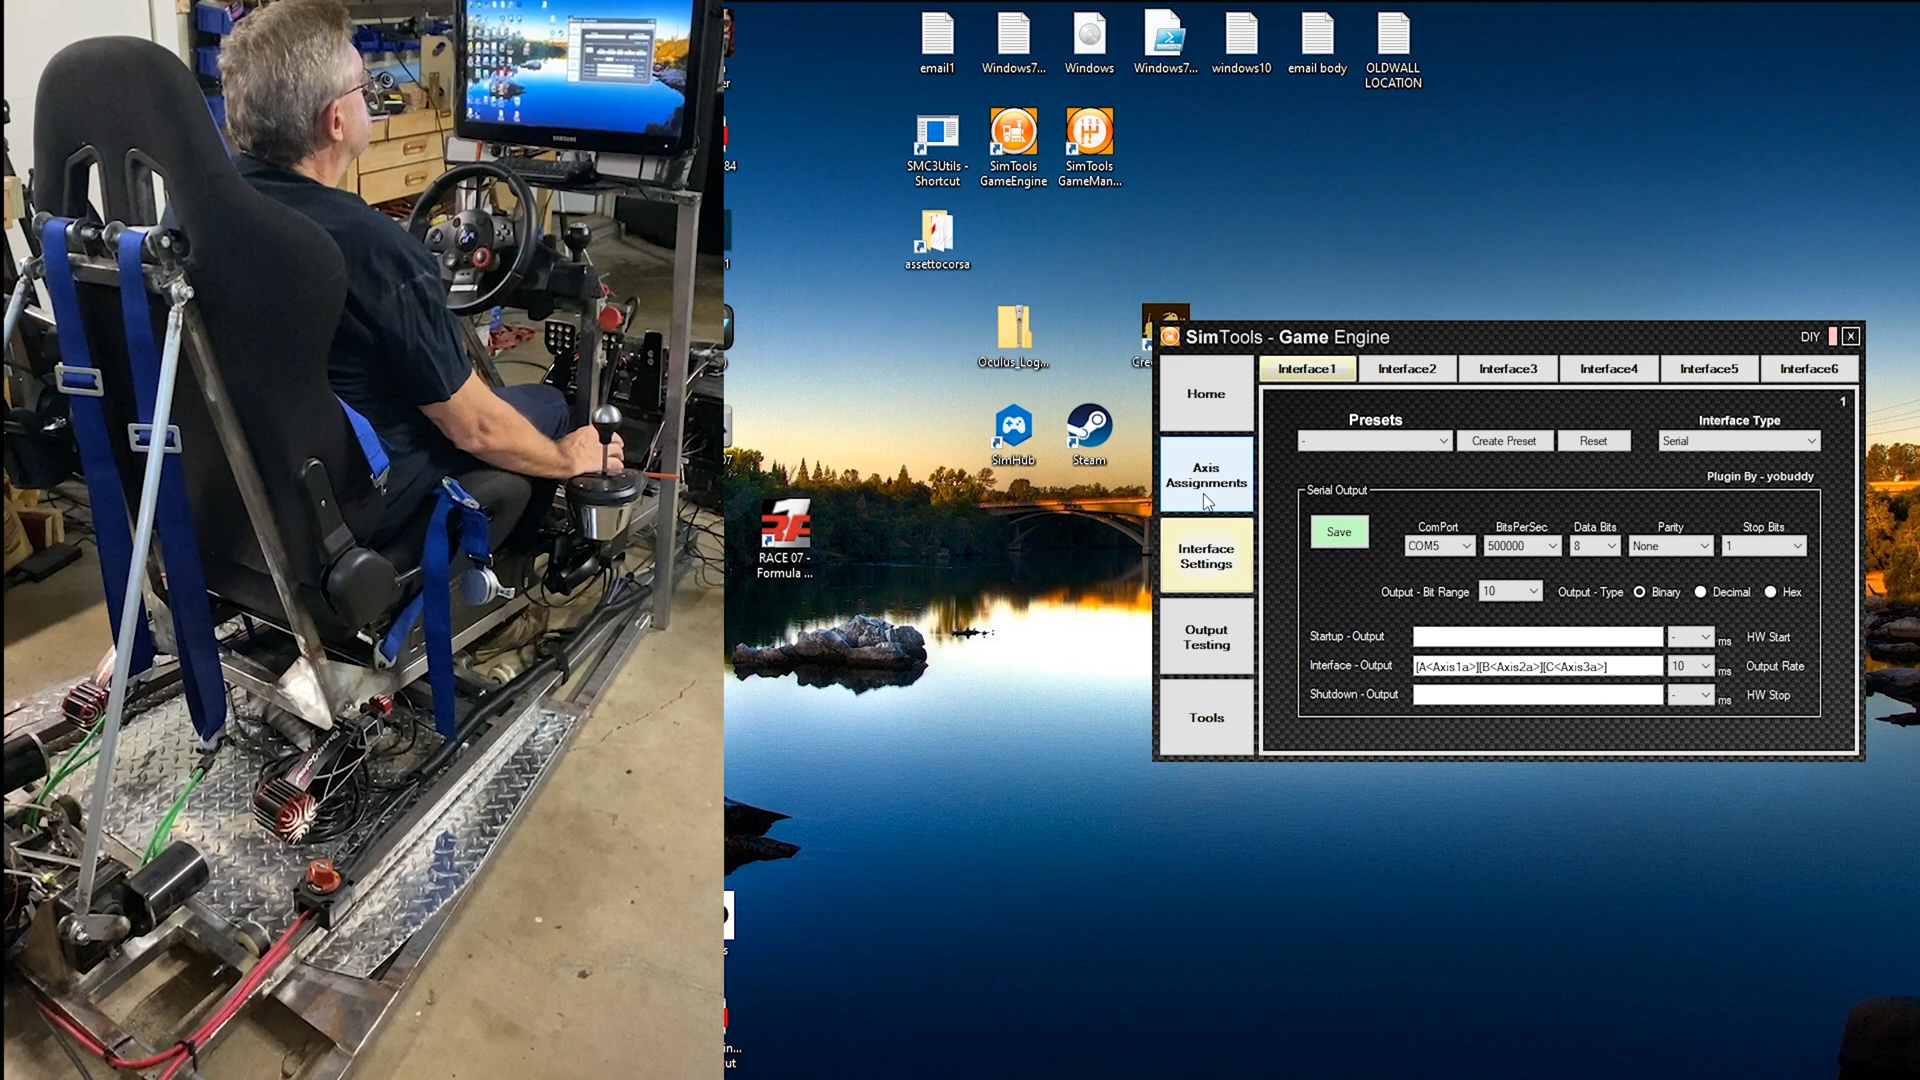 email1
Windows7...
Windows
Windows7...
windows10
email body
OLDWALL
LOCATION
SMC3Utils -
Shortcut
SimTools
GameEngine
SimTools
GameMan...
84
assettocorsa
Oculus_Log...
SimHub
Steam
RACE 07 -
Formula ...
SAMSUNG
SimTools - Game Engine
DIY
X
Home
Axis
Assignments
Interface
Settings
Output
Testing
Tools
Interface1
Interface2
Interface3
Interface4
Interface5
Interface6
1
Presets
Interface Type
-
Create Preset
Reset
Serial
Plugin By - yobuddy
Serial Output
Save
ComPort
BitsPerSec
Data Bits
Parity
Stop Bits
COM5
500000
8
None
1
Output - Bit Range
10
Output - Type
Binary
Decimal
Hex
Startup - Output
-
ms
HW Start
Interface - Output
[A<Axis1a>][B<Axis2a>][C<Axis3a>]
10
ms
Output Rate
Shutdown - Output
-
ms
HW Stop